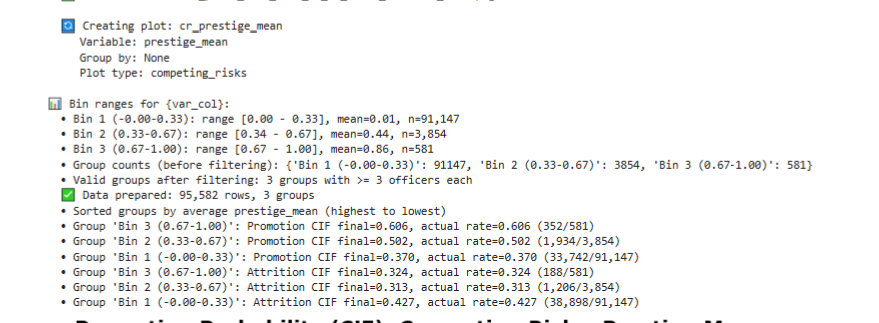 Creating plot: cr_prestige_mean
Variable: prestige_mean
Group by: None
Plot type: competing_risks
Bin ranges for {var_col}:
• Bin 1 (-0.00-0.33): range [0.00 - 0.33], mean=0.01, n=91,147
• Bin 2 (0.33-0.67): range [0.34 - 0.67], mean=0.44, n=3,854
• Bin 3 (0.67-1.00): range [0.67 - 1.00], mean=0.86, n=581
• Group counts (before filtering): {'Bin 1 (-0.00-0.33)': 91147, 'Bin 2 (0.33-0.67)': 3854, 'Bin 3 (0.67-1.00)': 581}
• Valid groups after filtering: 3 groups with >= 3 officers each
✅ Data prepared: 95,582 rows, 3 groups
• Sorted groups by average prestige_mean (highest to lowest)
• Group 'Bin 3 (0.67-1.00)': Promotion CIF final=0.606, actual rate=0.606 (352/581)
• Group 'Bin 2 (0.33-0.67)': Promotion CIF final=0.502, actual rate=0.502 (1,934/3,854)
• Group 'Bin 1 (-0.00-0.33)': Promotion CIF final=0.370, actual rate=0.370 (33,742/91,147)
• Group 'Bin 3 (0.67-1.00)': Attrition CIF final=0.324, actual rate=0.324 (188/581)
• Group 'Bin 2 (0.33-0.67)': Attrition CIF final=0.313, actual rate=0.313 (1,206/3,854)
• Group 'Bin 1 (-0.00-0.33)': Attrition CIF final=0.427, actual rate=0.427 (38,898/91,147)